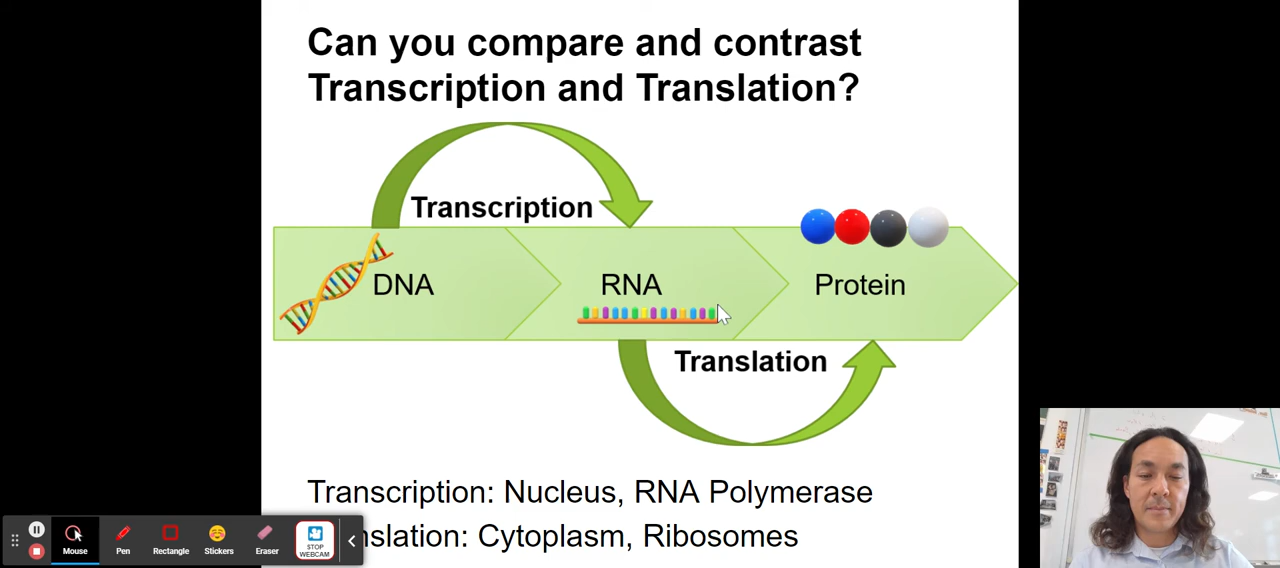 Can you compare and contrast
Transcription and Translation?
Transcription
DNA
RNA
Protein
Translation
Transcription: Nucleus, RNA Polymerase
nslation: Cytoplasm, Ribosomes
Mouse
Pen
Rectangle
Stickers
Eraser
STOP
WEBCAM